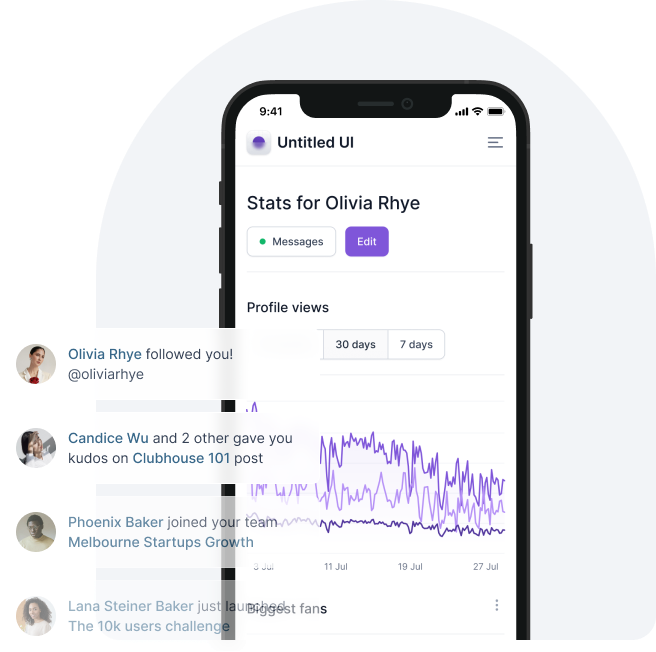 9:41
Untitled UI
Stats for Olivia Rhye
Messages
Edit
Profile views
30 days
7 days
Olivia Rhye followed you!
@oliviarhye
Candice Wu and 2 other gave you
kudos on Clubhouse 101 post
Phoenix Baker joined your team
Melbourne Startups Growth
3 Jul
11 Jul
19 Jul
27 Jul
Lana Steiner Baker just launched
The 10k users challenge
Biggest fans